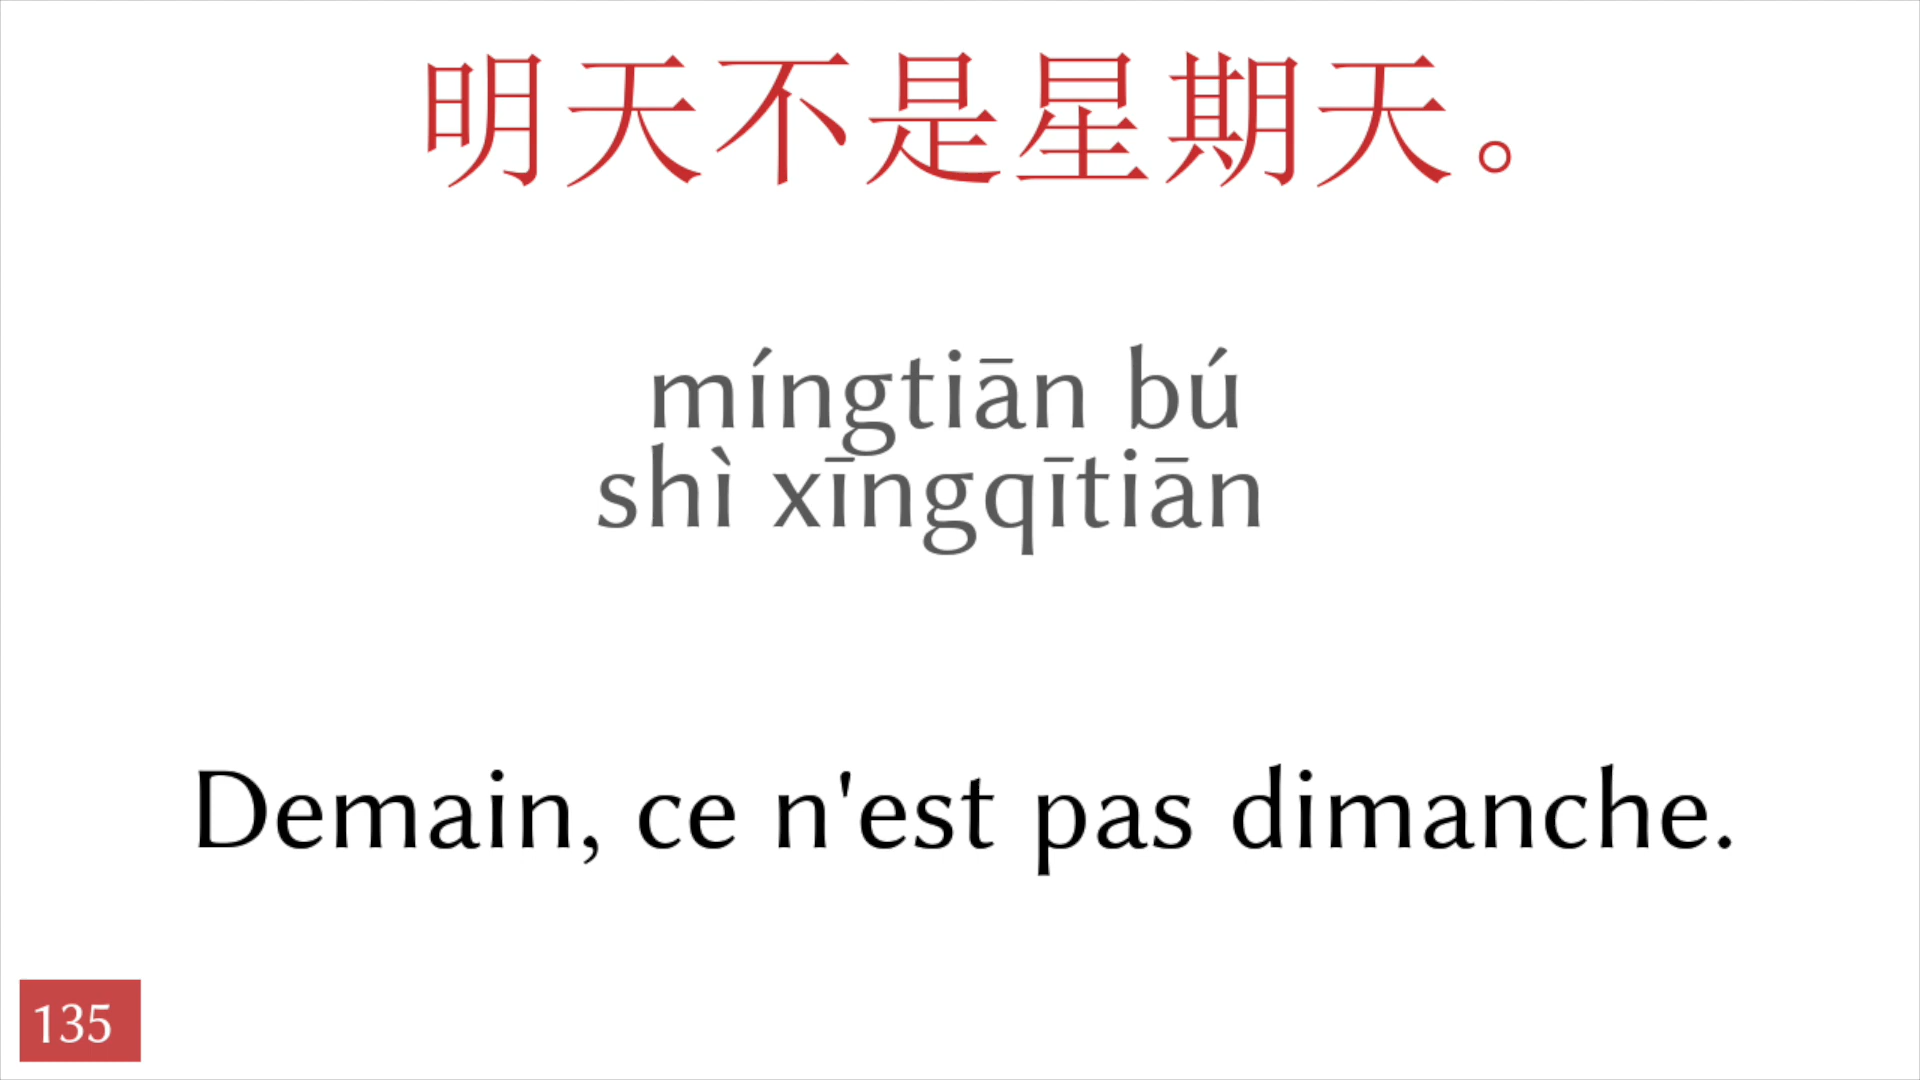 明天不是星期天。
míngtiān bú
shì xīngqītiān
Demain, ce n'est pas dimanche.
135